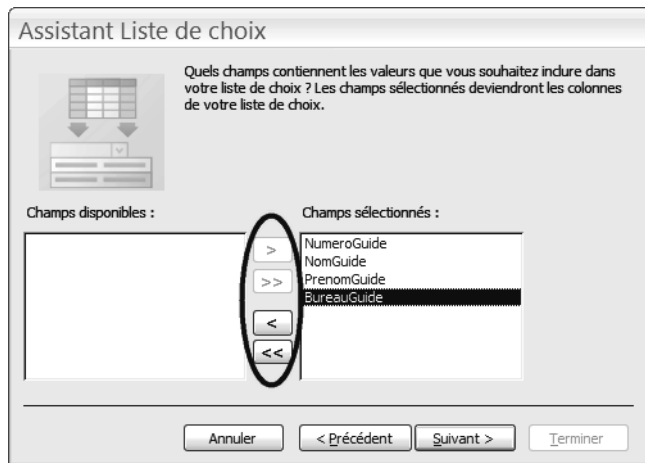 Assistant Liste de choix
Quels champs contiennent les valeurs que vous souhaitez inclure dans
votre liste de choix ? Les champs sélectionnés deviendront les colonnes
de votre liste de choix.
Champs disponibles :
Champs sélectionnés :
>
>>
<
<<
NumeroGuide
NomGuide
PrenomGuide
BureauGuide
Annuler
< Précédent
Suivant >
Terminer